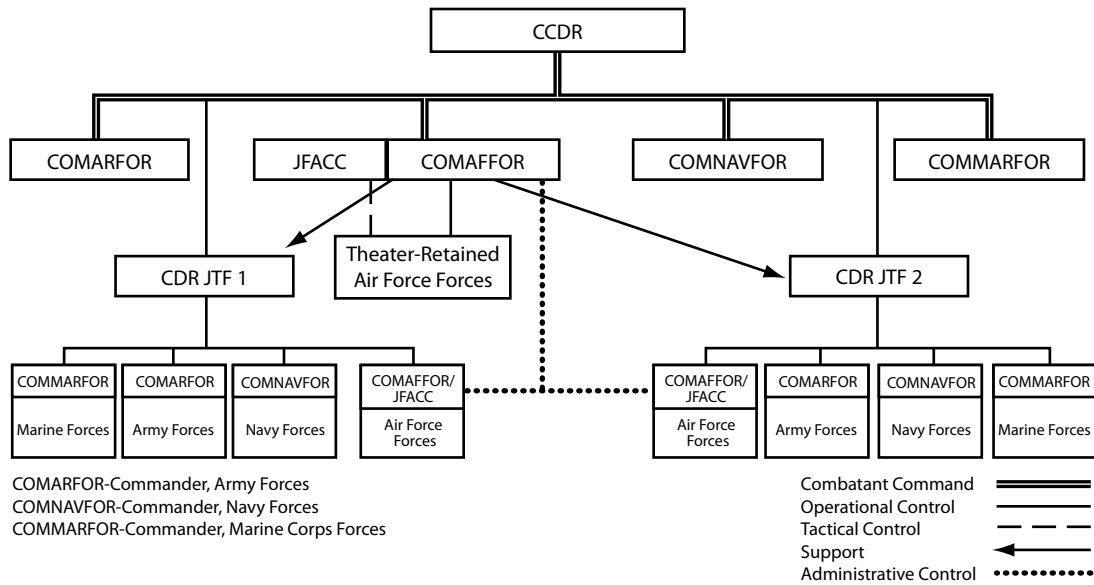 CCDR
COMARFOR
JFACC
COMAFFOR
COMNAVFOR
COMMARFOR
Theater-Retained
Air Force Forces
CDR JTF 1
CDR JTF 2
COMMARFOR
Marine Forces
COMARFOR
Army Forces
COMNAVFOR
Navy Forces
COMAFFOR/
JFACC
Air Force
Forces
COMAFFOR/
JFACC
Air Force
Forces
COMARFOR
Army Forces
COMNAVFOR
Navy Forces
COMMARFOR
Marine Forces
COMARFOR-Commander, Army Forces
COMNAVFOR-Commander, Navy Forces
COMMARFOR-Commander, Marine Corps Forces
Combatant Command
Operational Control
Tactical Control
Support
Administrative Control